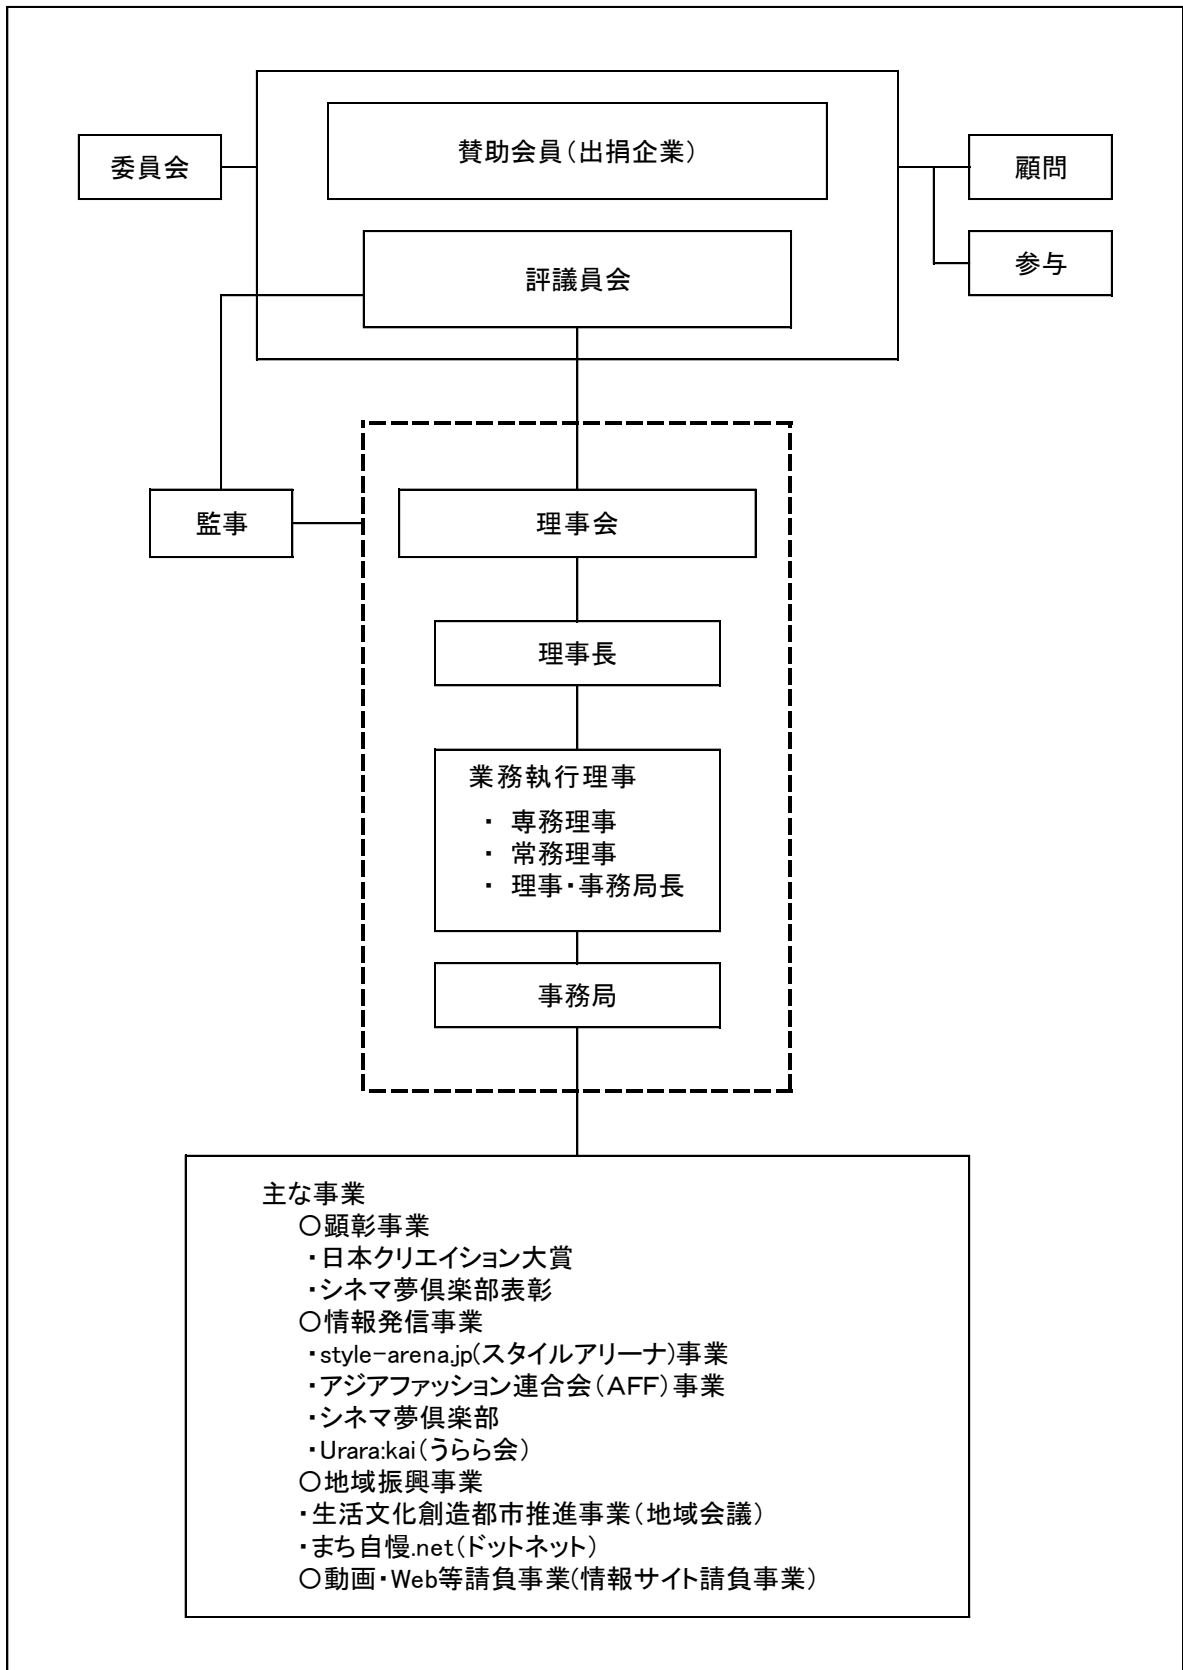 賛助会員(出捐企業)
委員会
顧問
参与
評議員会
監事
理事会
理事長
業務執行理事
・ 専務理事
・ 常務理事
・ 理事・事務局長
事務局
主な事業
○顕彰事業
・日本クリエイション大賞
・シネマ夢倶楽部表彰
○情報発信事業
・style-arena.jp(スタイルアリーナ)事業
・アジアファッション連合会(AFF)事業
・シネマ夢倶楽部
・Urara:kai(うらら会)
○地域振興事業
・生活文化創造都市推進事業(地域会議)
・まち自慢.net(ドットネット)
○動画・Web等請負事業(情報サイト請負事業)